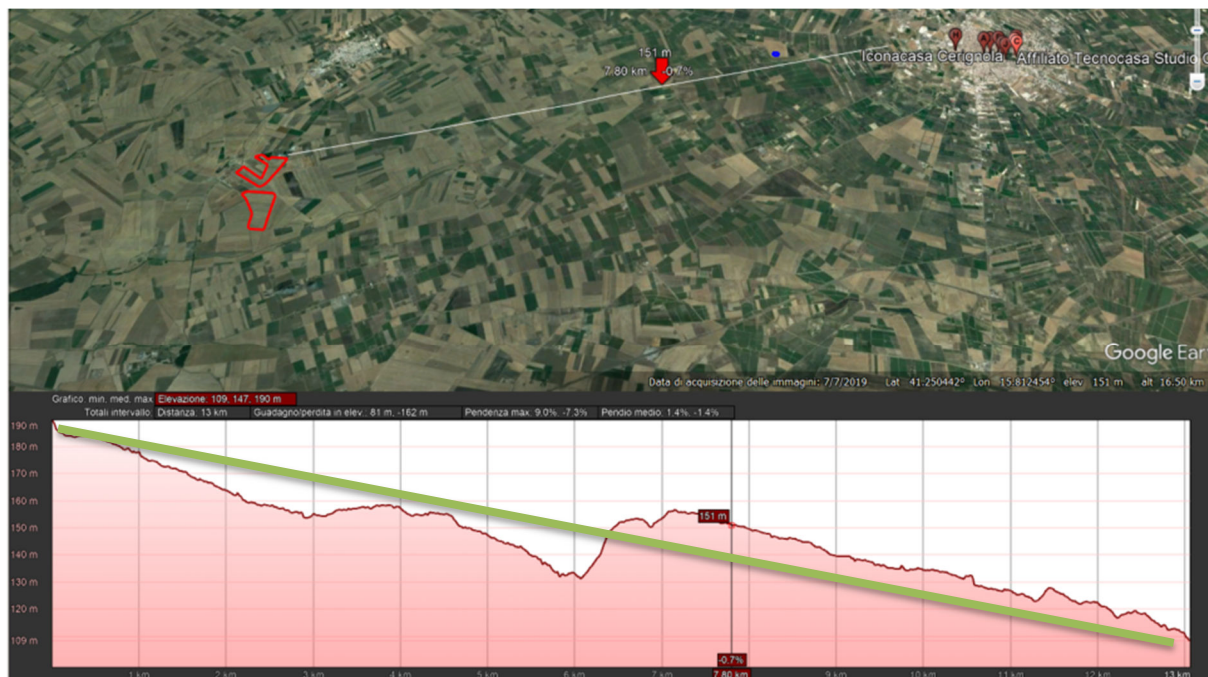 151 m
7.80 km -0.7%
Iconacasa Cerignola
Affiliato Tecnocasa Studio C
H
A
C
Google Ear
Data di acquisizione delle immagini: 7/7/2019 Lat 41.250442° Lon 15.812454° elev 151 m alt 16.50 km
Grafico: min, med, max Elevazione: 109, 147, 190 m
Totali intervallo: Distanza: 13 km Guadagno/perdita in elev.: 81 m, -162 m Pendenza max: 9.0%, -7.3% Pendio medio: 1.4%, -1.4%
190 m
180 m
170 m
160 m
150 m
140 m
130 m
120 m
109 m
151 m
-0.7%
1 km 2 km 3 km 4 km 5 km 6 km 7 km 7.80 km 9 km 10 km 11 km 12 km 13 km